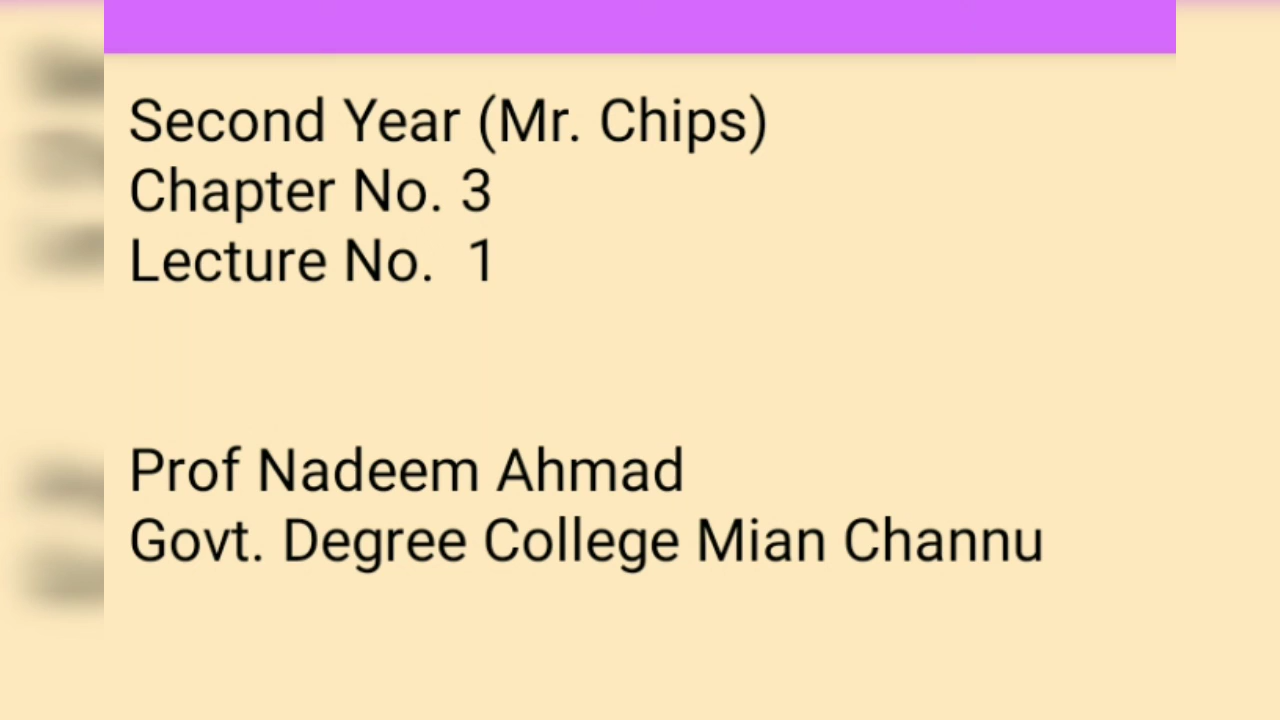 Second Year (Mr. Chips)
Chapter No. 3
Lecture No. 1
Prof Nadeem Ahmad
Govt. Degree College Mian Channu